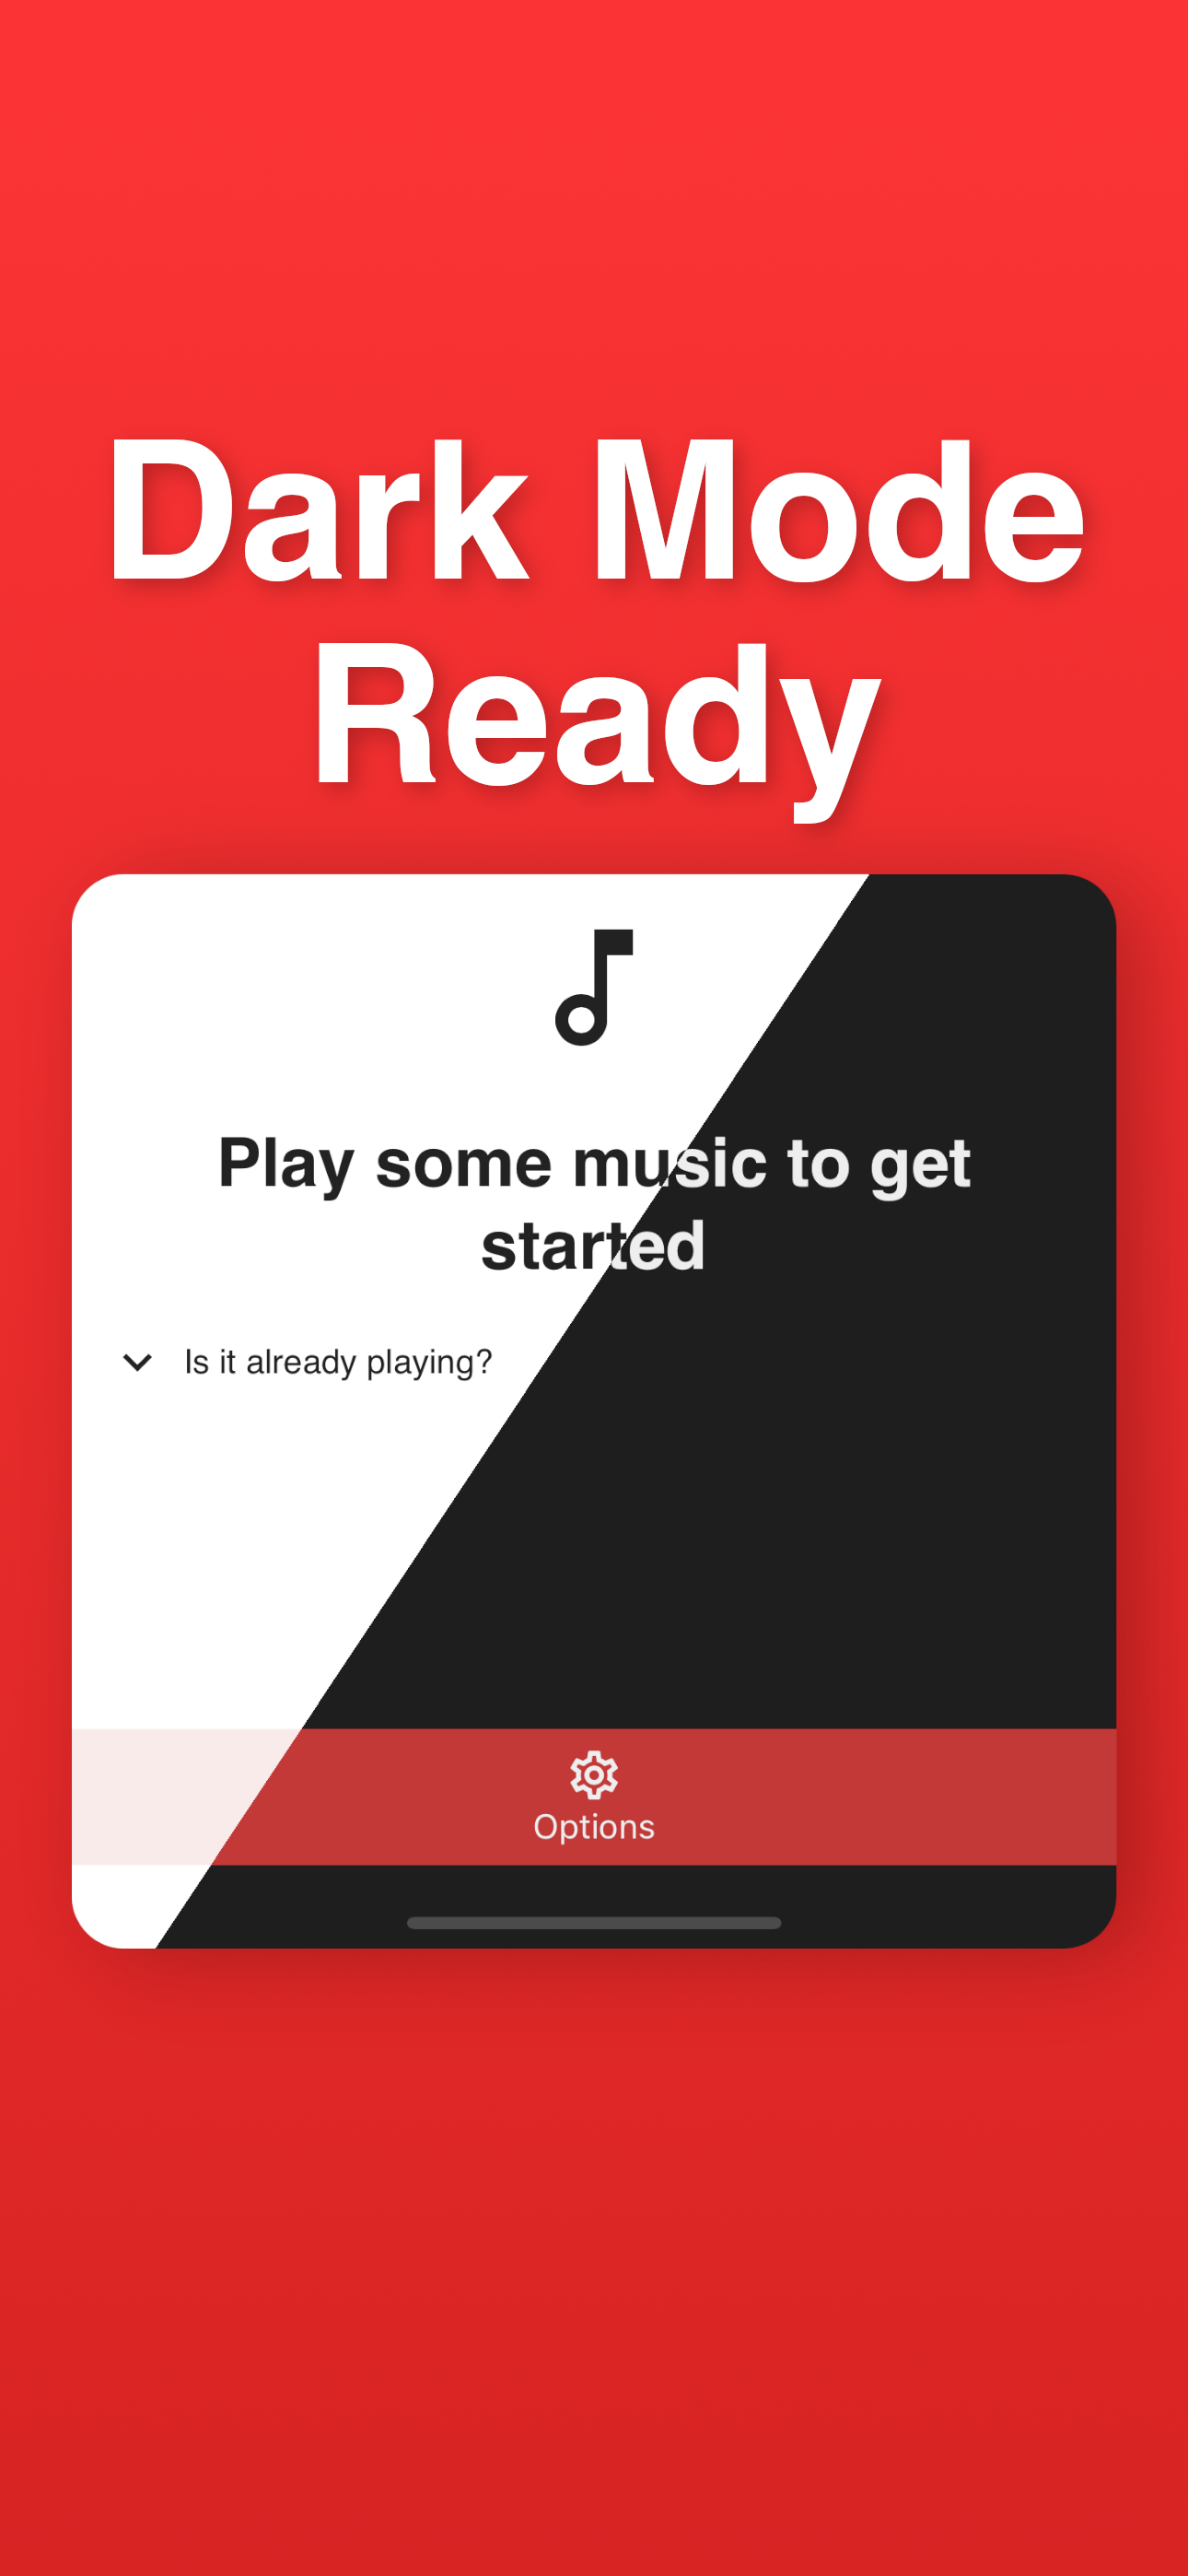 Dark Mode
Ready
Play some music to get
started
Is it already playing?
Options